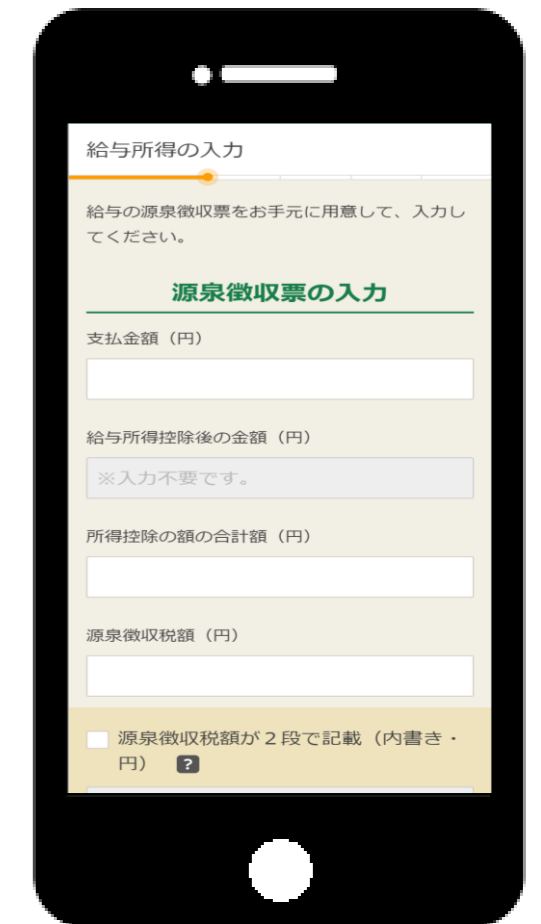 給与所得の入力
給与の源泉徴収票をお手元に用意して、入力し
てください。
源泉徴収票の入力
支払金額（円）
給与所得控除後の金額（円）
※入力不要です。
所得控除の額の合計額（円）
源泉徴収税額（円）
源泉徴収税額が２段で記載（内書き・
円） ?